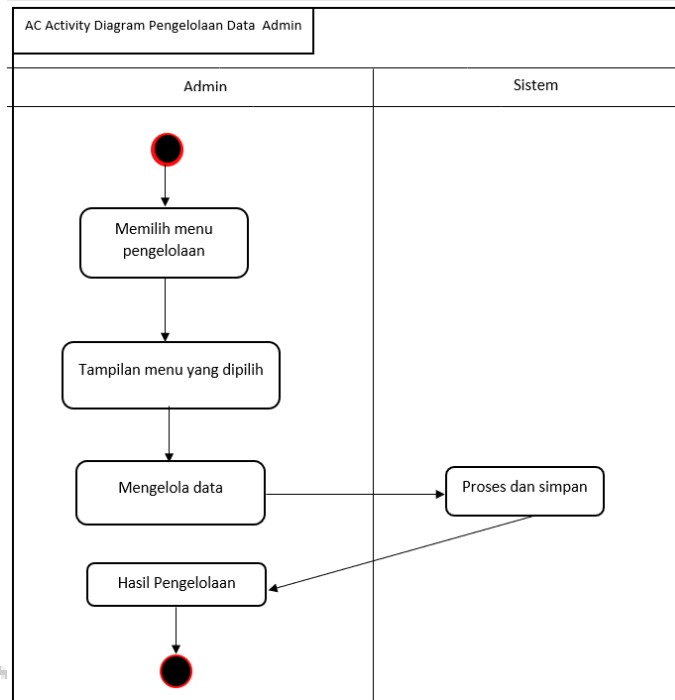 AC Activity Diagram Pengelolaan Data  Admin
Admin
Sistem
Memilih menu
pengelolaan
Tampilan menu yang dipilih
Mengelola data
Proses dan simpan
Hasil Pengelolaan